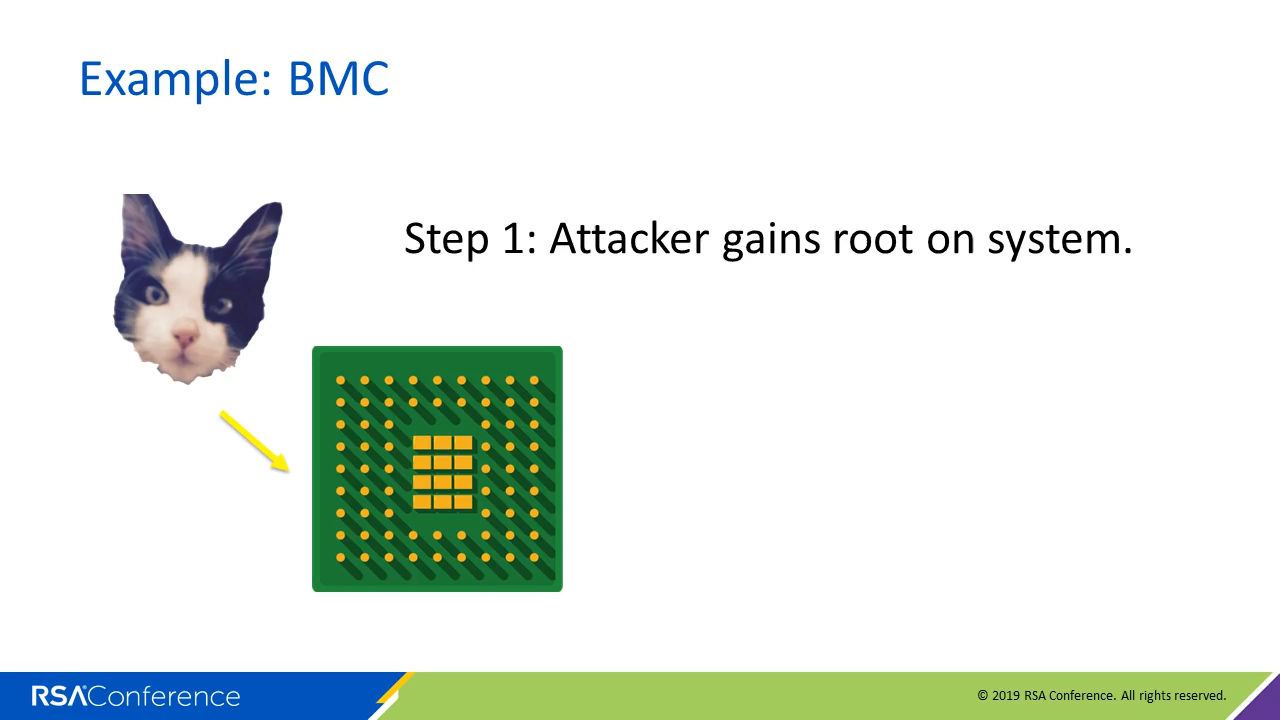 Example: BMC
Step 1: Attacker gains root on system.
RSAConference
© 2019 RSA Conference. All rights reserved.